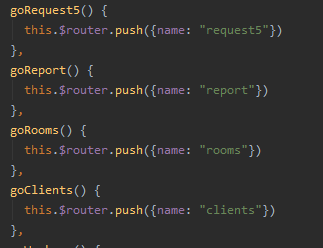 goRequest5() {
this.$router.push({name: "request5"})
},
goReport() {
this.$router.push({name: "report"})
},
goRooms() {
this.$router.push({name: "rooms"})
},
goClients() {
this.$router.push({name: "clients"})
},